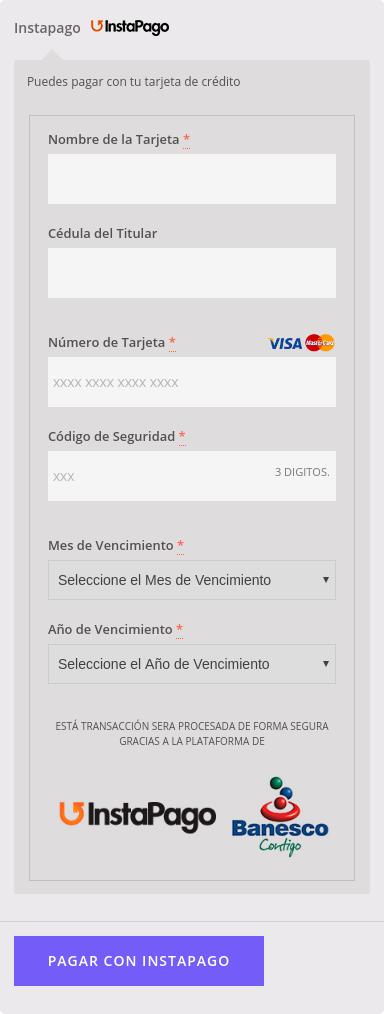 Instapago InstaPago
Puedes pagar con tu tarjeta de crédito
Nombre de la Tarjeta *
Cédula del Titular
Número de Tarjeta * VISA MasterCard
xxxx xxxx xxxx xxxx
Código de Seguridad *
xxx 3 DIGITOS.
Mes de Vencimiento *
Seleccione el Mes de Vencimiento
Año de Vencimiento *
Seleccione el Año de Vencimiento
ESTÁ TRANSACCIÓN SERA PROCESADA DE FORMA SEGURA
GRACIAS A LA PLATAFORMA DE
InstaPago Banesco
Contigo
PAGAR CON INSTAPAGO